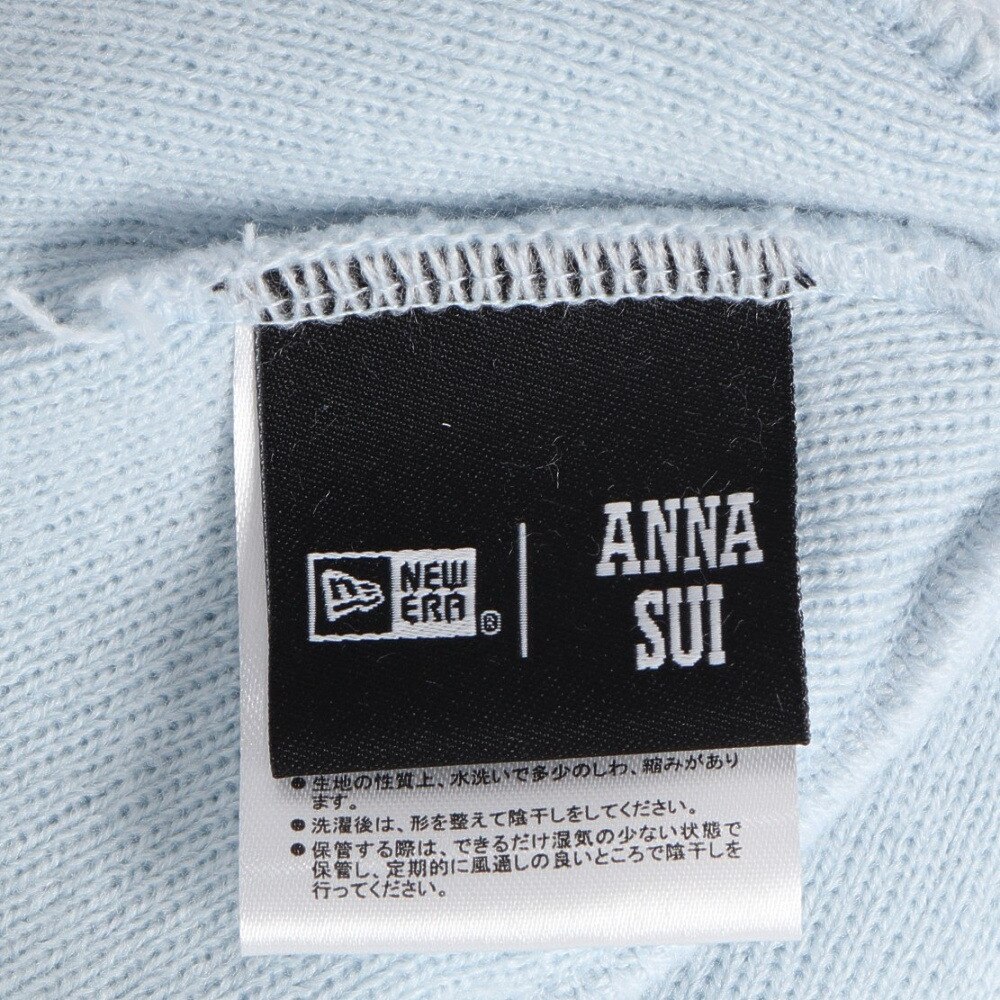 NEW
ERA
®
ANNA
SUI
●生地の性質上、水洗いで多少のしわ、縮みがあり
ます。
●洗濯後は、形を整えて陰干しをしてください。
●保管する際は、できるだけ湿気の少ない状態で
保管し、定期的に風通しの良いところで陰干しを
行ってください。